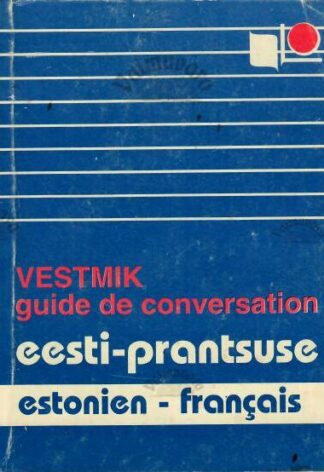 VESTMIK
guide de conversation
eesti-prantsuse
estonien - français